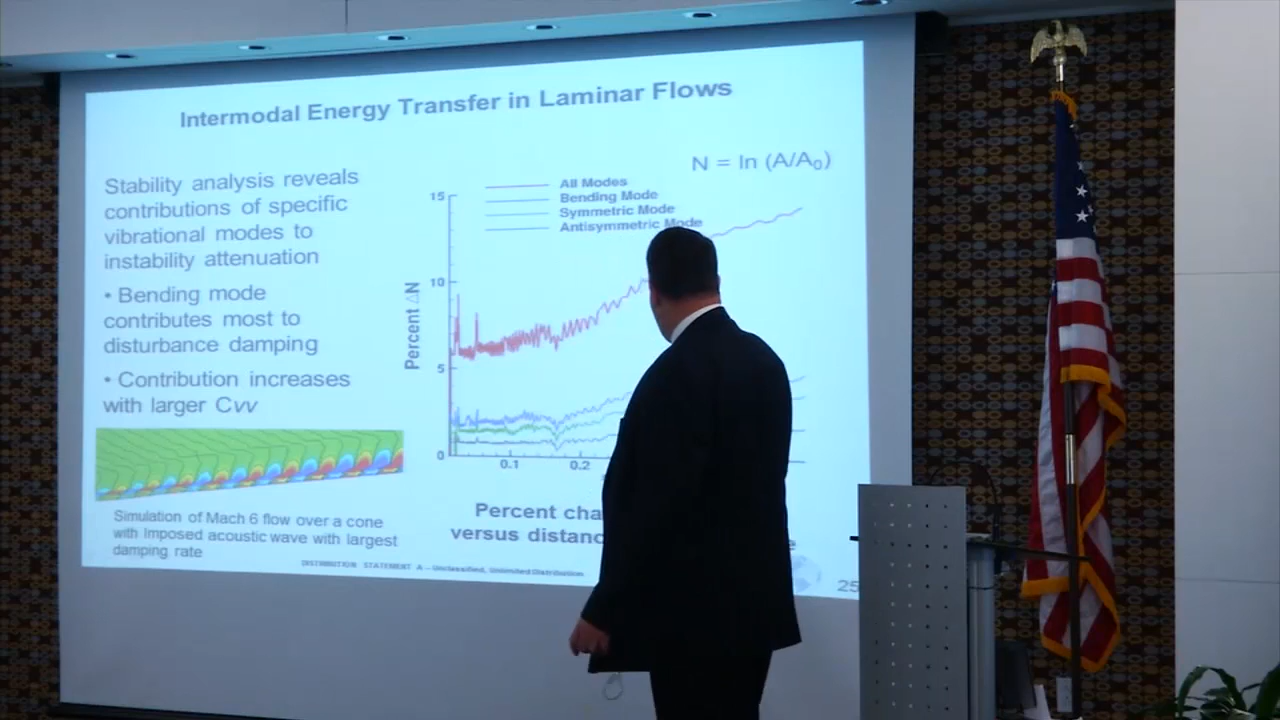 Intermodal Energy Transfer in Laminar Flows
Stability analysis reveals
contributions of specific
vibrational modes to
instability attenuation
• Bending mode
contributes most to
disturbance damping
• Contribution increases
with larger Cvv
Simulation of Mach 6 flow over a cone
with Imposed acoustic wave with largest
damping rate
N = ln (A/A₀)
All Modes
Bending Mode
Symmetric Mode
Antisymmetric Mode
15
10
5
0
Percent △N
0.1
0.2
Percent cha
versus distanc
e
DISTRIBUTION STATEMENT A – Unclassified, Unlimited Distribution
25